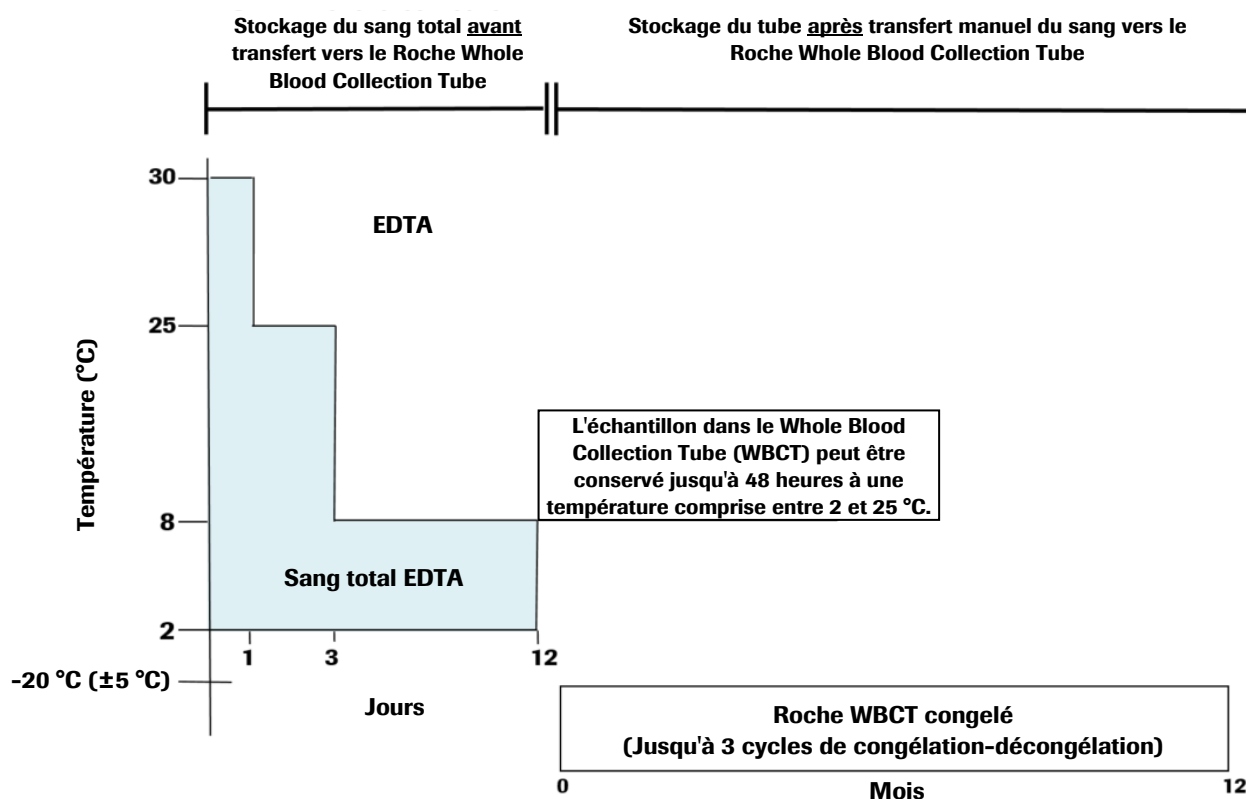 Stockage du sang total avant
transfert vers le Roche Whole
Blood Collection Tube
Stockage du tube après transfert manuel du sang vers le
Roche Whole Blood Collection Tube
30
EDTA
25
Température (°C)
L'échantillon dans le Whole Blood
Collection Tube (WBCT) peut être
conservé jusqu'à 48 heures à une
température comprise entre 2 et 25 °C.
8
Sang total EDTA
2
1
3
12
-20 °C (±5 °C)
Jours
Roche WBCT congelé
(Jusqu'à 3 cycles de congélation-décongélation)
0
Mois
12